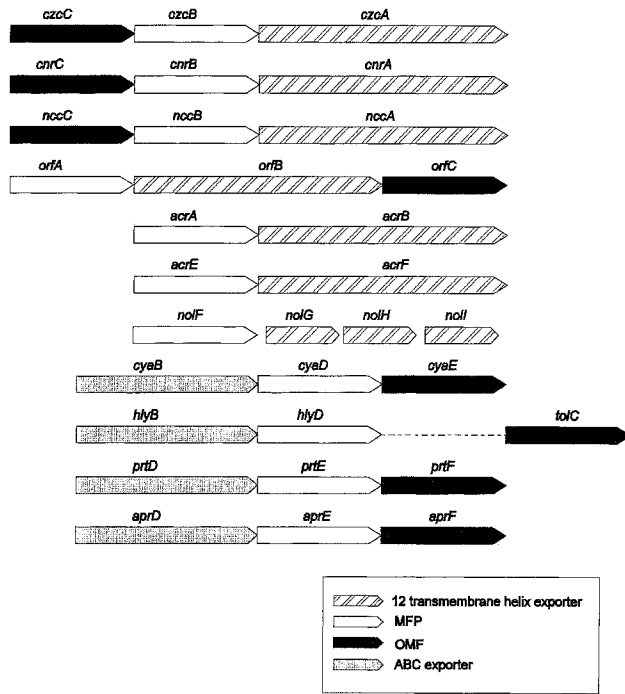 czcC czcB czcA
cnrC cnrB cnrA
nccC nccB nccA
orfA orfB orfC
acrA acrB
acrE acrF
nolF nolG nolH nolI
cyaB cyaD cyaE
hlyB hlyD tolC
prtD prtE prtF
aprD aprE aprF
12 transmembrane helix exporter
MFP
OMF
ABC exporter